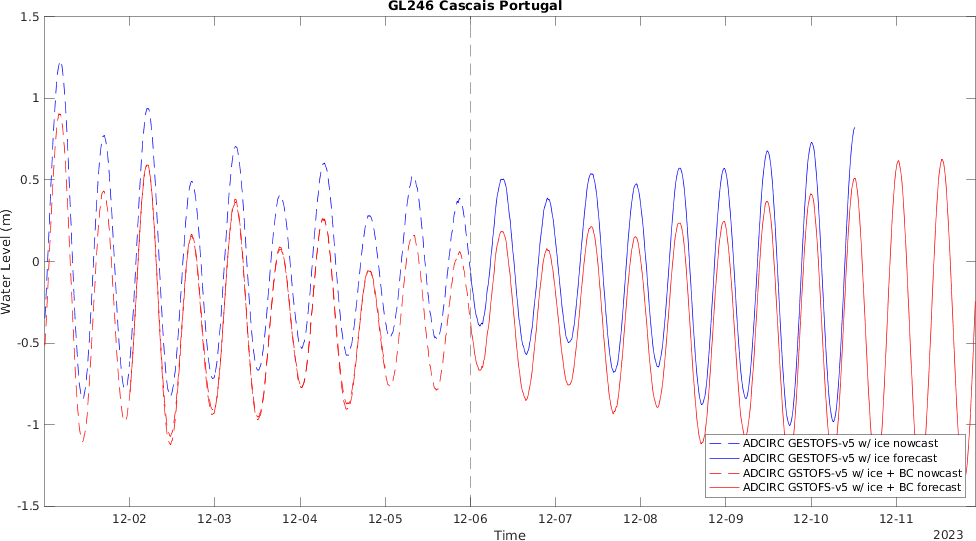 GL246 Cascais Portugal
1.5
1
0.5
0
-0.5
-1
-1.5
Water Level (m)
12-02 12-03 12-04 12-05 12-06 12-07 12-08 12-09 12-10 12-11
Time
2023
ADCIRC GESTOFS-v5 w/ ice nowcast
ADCIRC GESTOFS-v5 w/ ice forecast
ADCIRC GSTOFS-v5 w/ ice + BC nowcast
ADCIRC GSTOFS-v5 w/ ice + BC forecast